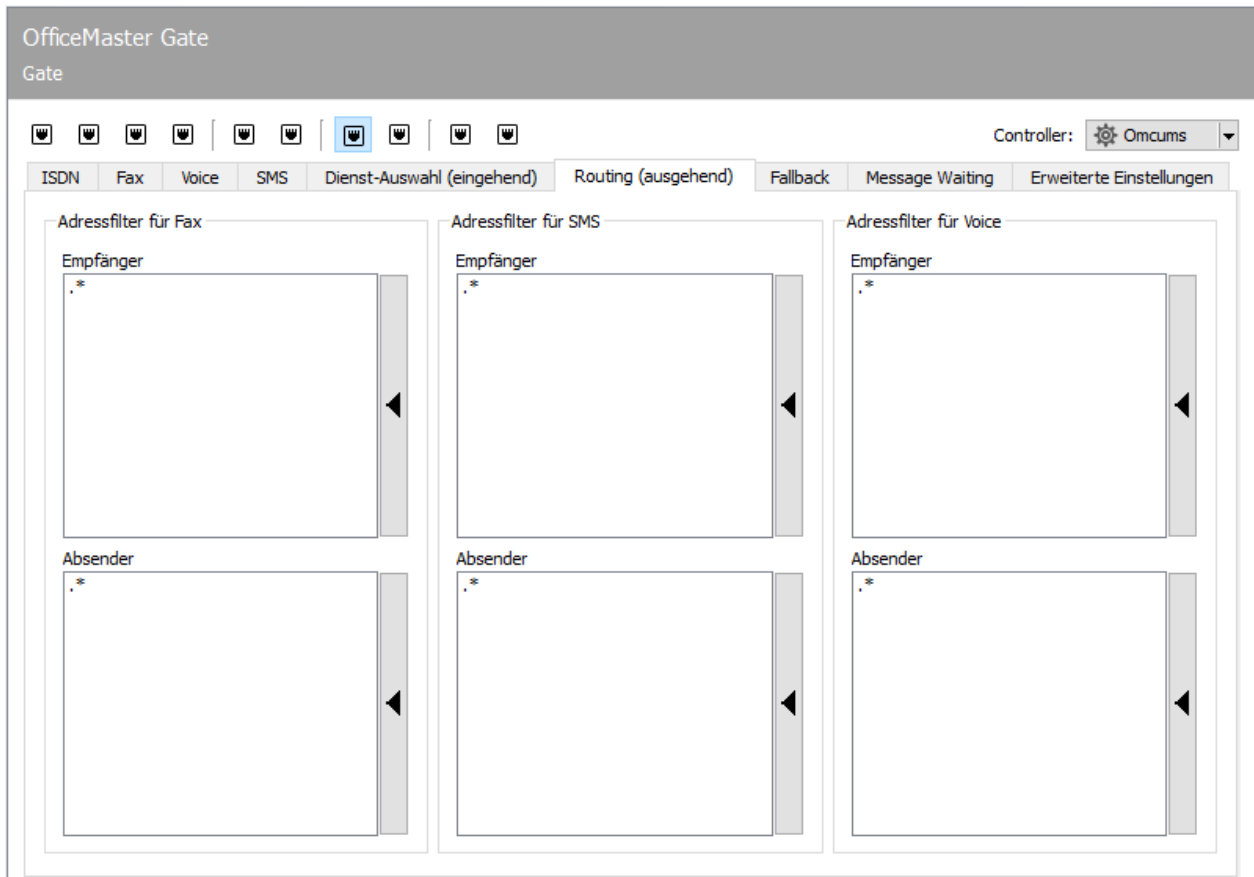 OfficeMaster Gate
Gate
Controller: Omcums
ISDN Fax Voice SMS Dienst-Auswahl (eingehend) Routing (ausgehend) Fallback Message Waiting Erweiterte Einstellungen
Adressfilter für Fax Adressfilter für SMS Adressfilter für Voice
Empfänger Empfänger Empfänger
.* .* .*
Absender Absender Absender
.* .* .*